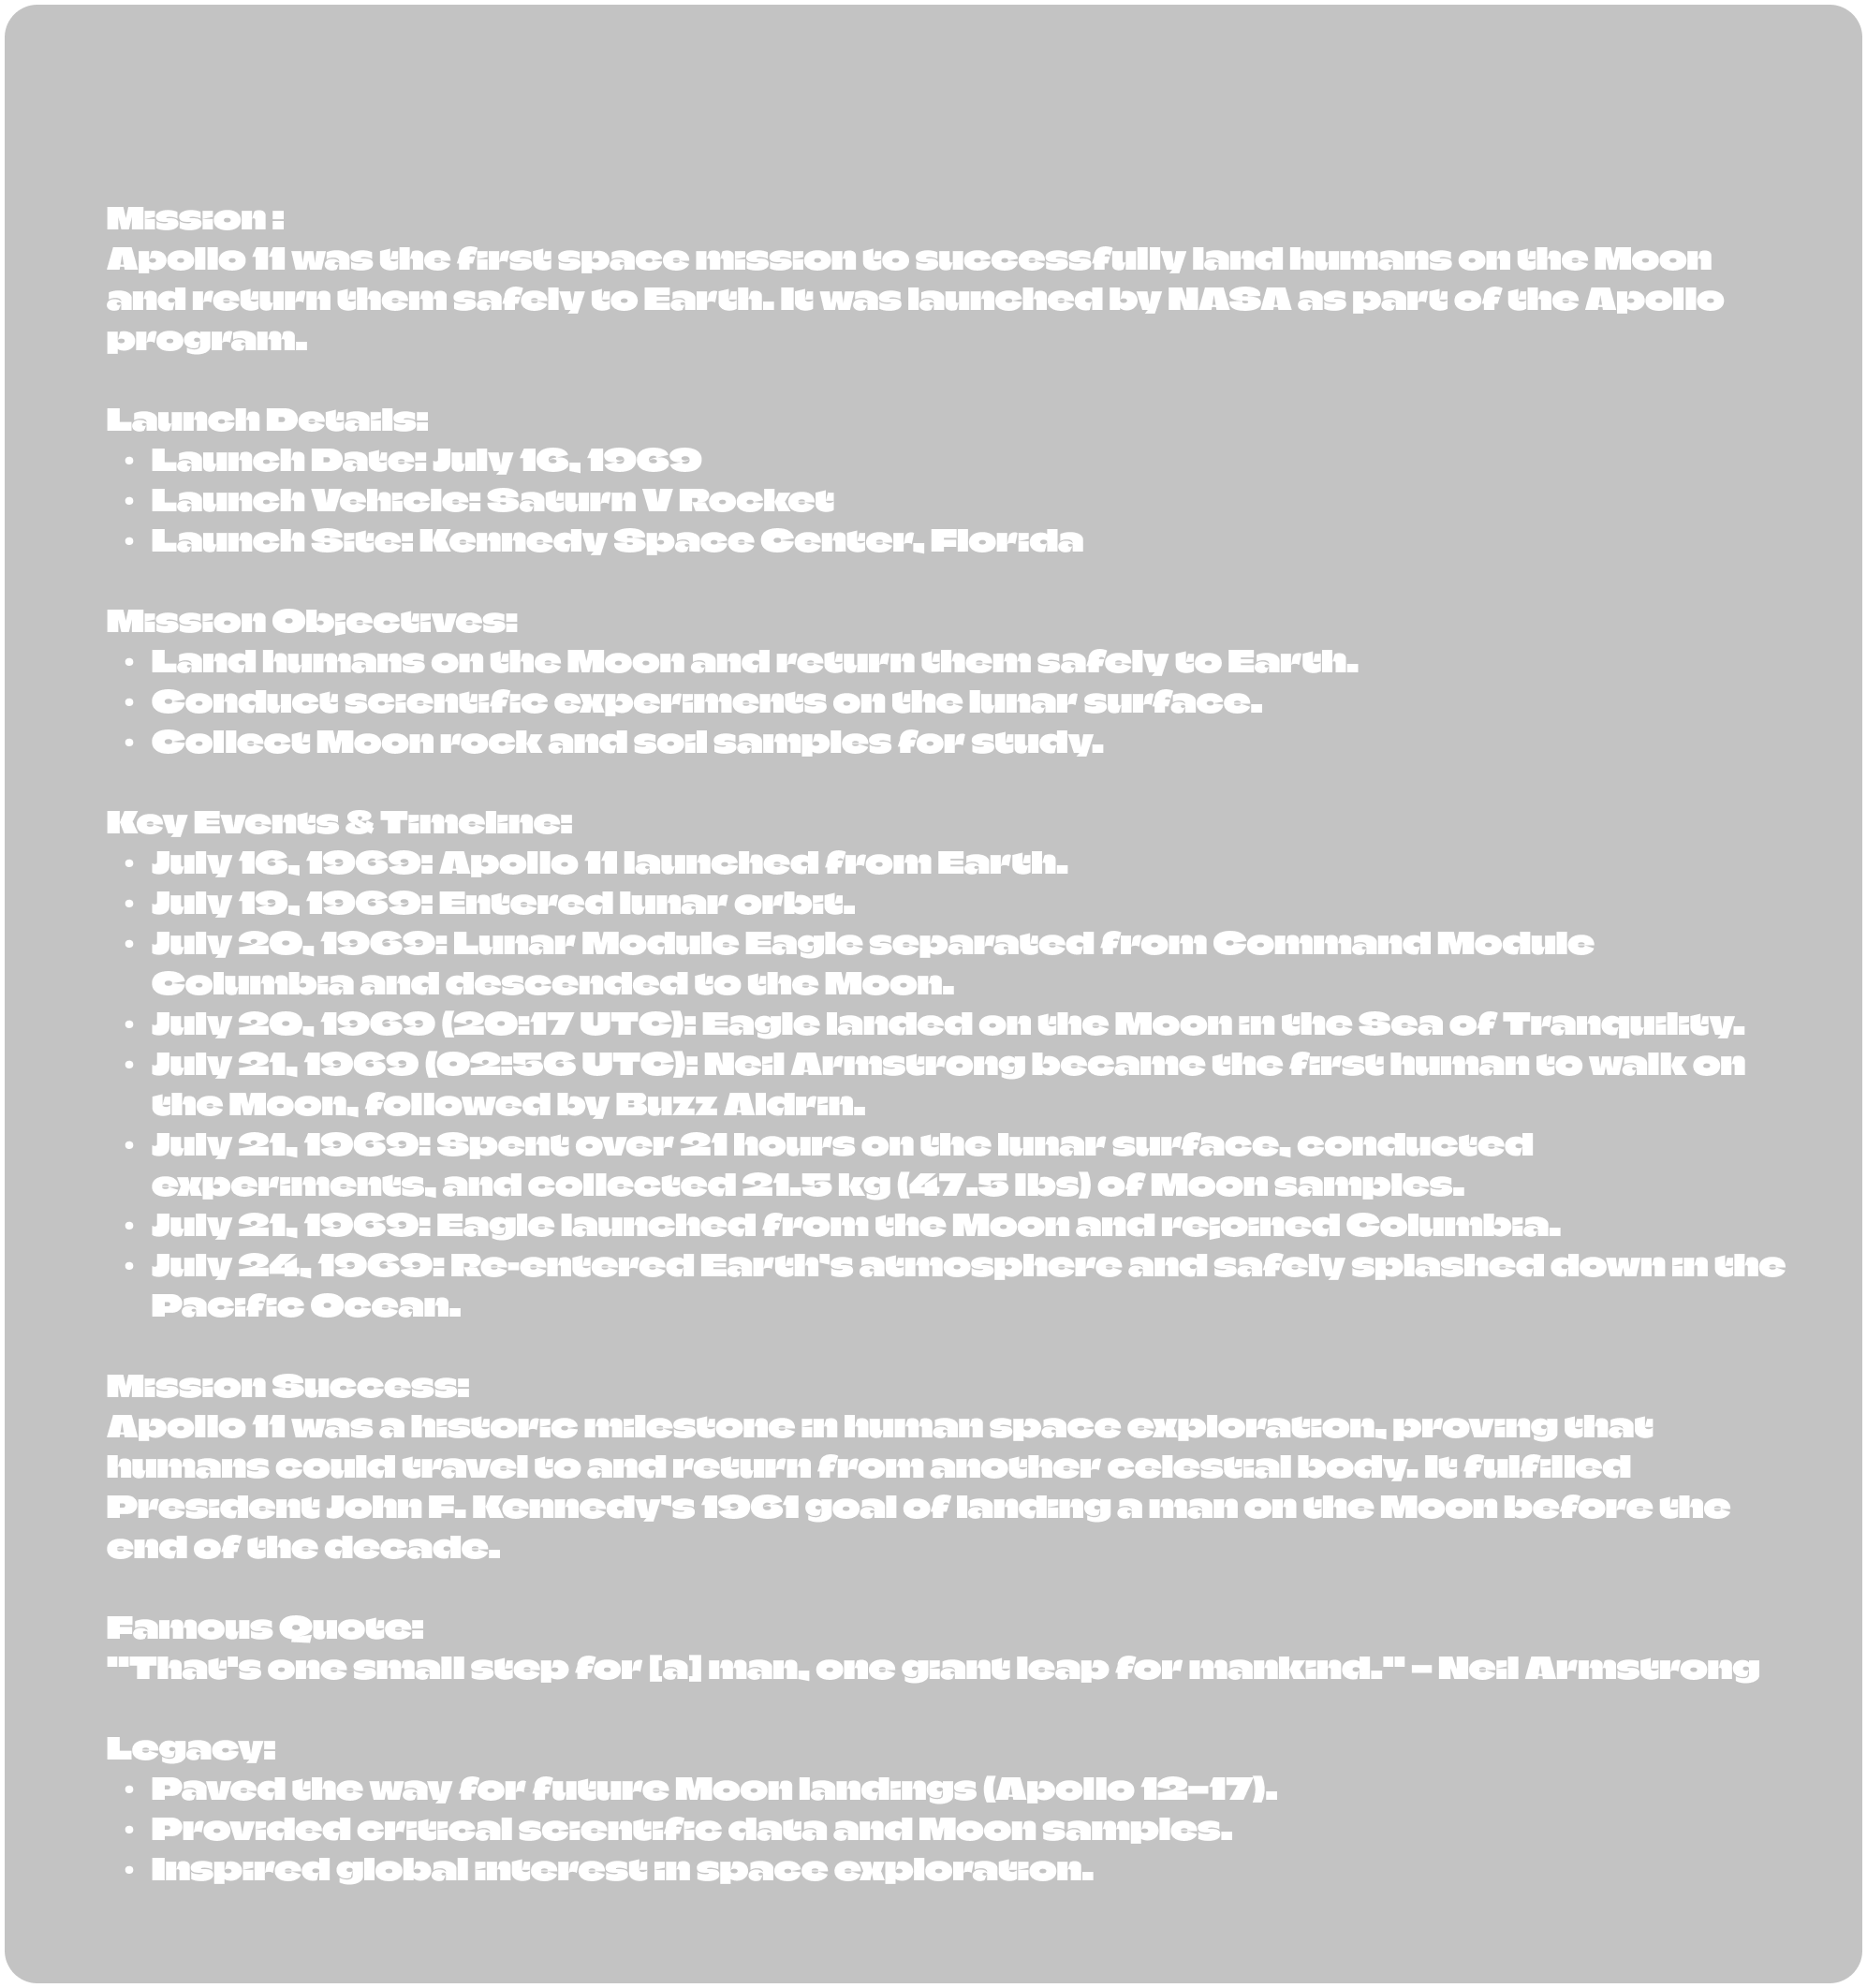 Mission :
Apollo 11 was the first space mission to successfully land humans on the Moon
and return them safely to Earth. It was launched by NASA as part of the Apollo
program.
Launch Details:
• Launch Date: July 16, 1969
• Launch Vehicle: Saturn V Rocket
• Launch Site: Kennedy Space Center, Florida
Mission Objectives:
• Land humans on the Moon and return them safely to Earth.
• Conduct scientific experiments on the lunar surface.
• Collect Moon rock and soil samples for study.
Key Events & Timeline:
• July 16, 1969: Apollo 11 launched from Earth.
• July 19, 1969: Entered lunar orbit.
• July 20, 1969: Lunar Module Eagle separated from Command Module
Columbia and descended to the Moon.
• July 20, 1969 (20:17 UTC): Eagle landed on the Moon in the Sea of Tranquility.
• July 21, 1969 (02:56 UTC): Neil Armstrong became the first human to walk on
the Moon, followed by Buzz Aldrin.
• July 21, 1969: Spent over 21 hours on the lunar surface, conducted
experiments, and collected 21.5 kg (47.5 lbs) of Moon samples.
• July 21, 1969: Eagle launched from the Moon and rejoined Columbia.
• July 24, 1969: Re-entered Earth's atmosphere and safely splashed down in the
Pacific Ocean.
Mission Success:
Apollo 11 was a historic milestone in human space exploration, proving that
humans could travel to and return from another celestial body. It fulfilled
President John F. Kennedy's 1961 goal of landing a man on the Moon before the
end of the decade.
Famous Quote:
"That's one small step for [a] man, one giant leap for mankind." – Neil Armstrong
Legacy:
• Paved the way for future Moon landings (Apollo 12–17).
• Provided critical scientific data and Moon samples.
• Inspired global interest in space exploration.